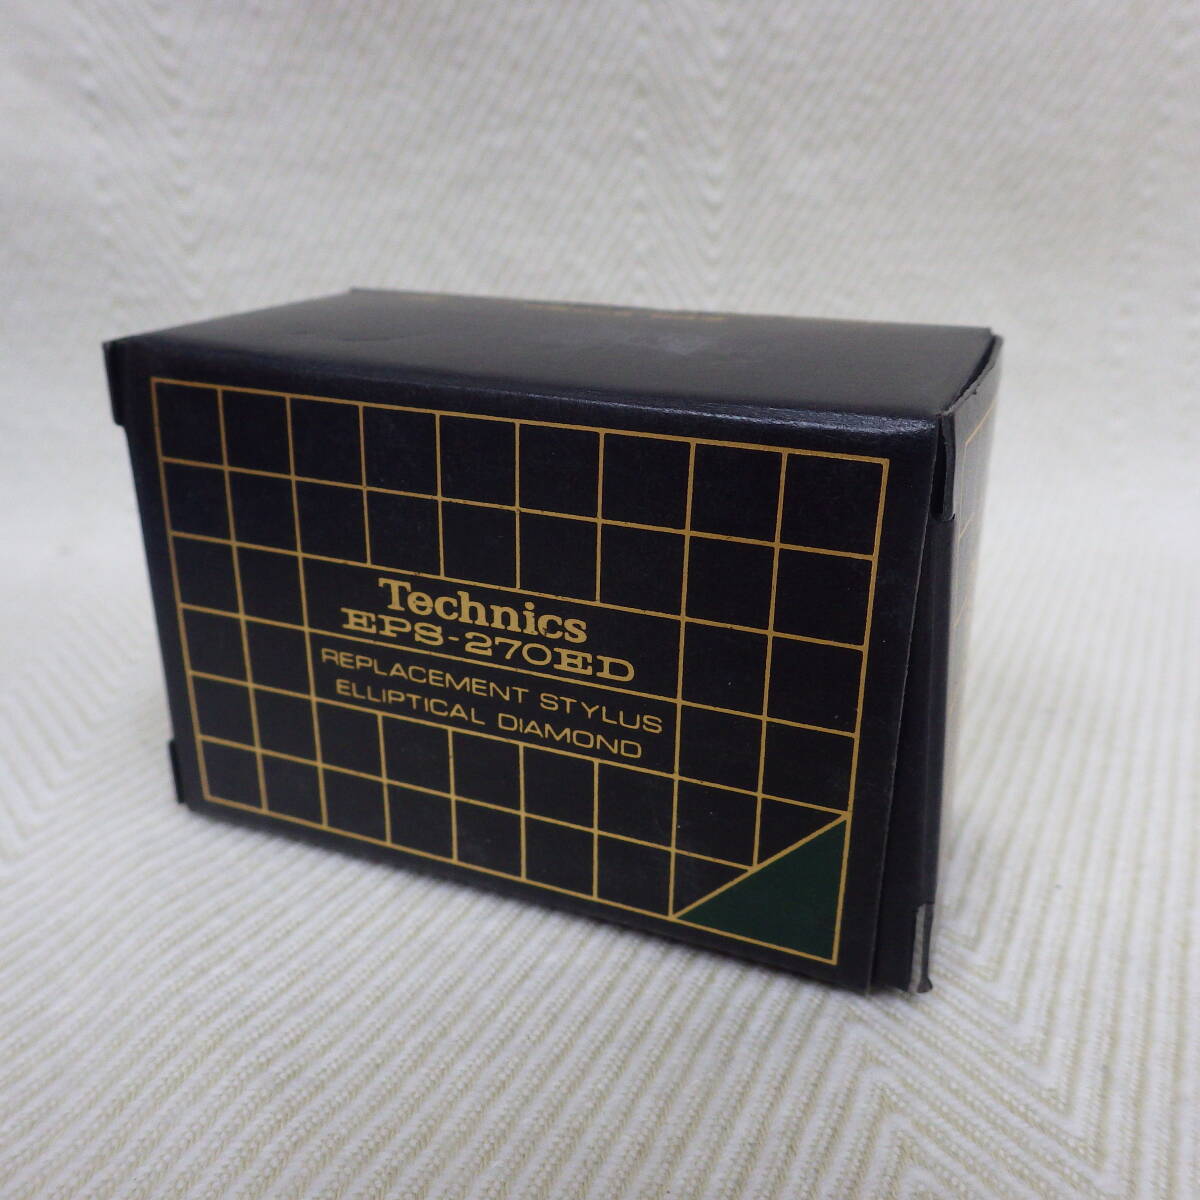 Technics
EPS-270ED
REPLACEMENT STYLUS
ELLIPTICAL DIAMOND